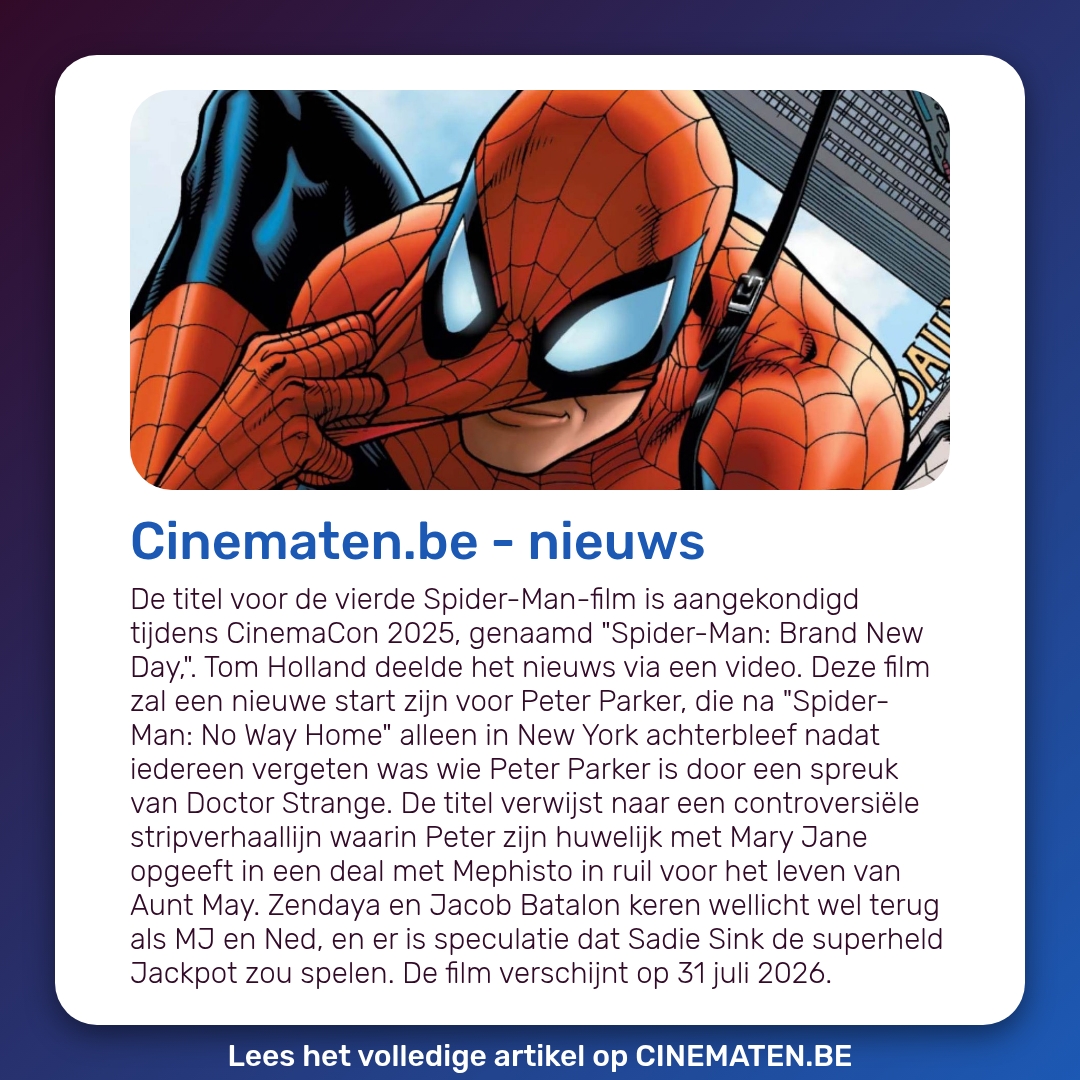 DAIL
Cinematen.be - nieuws
De titel voor de vierde Spider-Man-film is aangekondigd
tijdens CinemaCon 2025, genaamd "Spider-Man: Brand New
Day,". Tom Holland deelde het nieuws via een video. Deze film
zal een nieuwe start zijn voor Peter Parker, die na "Spider-
Man: No Way Home" alleen in New York achterbleef nadat
iedereen vergeten was wie Peter Parker is door een spreuk
van Doctor Strange. De titel verwijst naar een controversiële
stripverhaallijn waarin Peter zijn huwelijk met Mary Jane
opgeeft in een deal met Mephisto in ruil voor het leven van
Aunt May. Zendaya en Jacob Batalon keren wellicht wel terug
als MJ en Ned, en er is speculatie dat Sadie Sink de superheld
Jackpot zou spelen. De film verschijnt op 31 juli 2026.
Lees het volledige artikel op CINEMATEN.BE